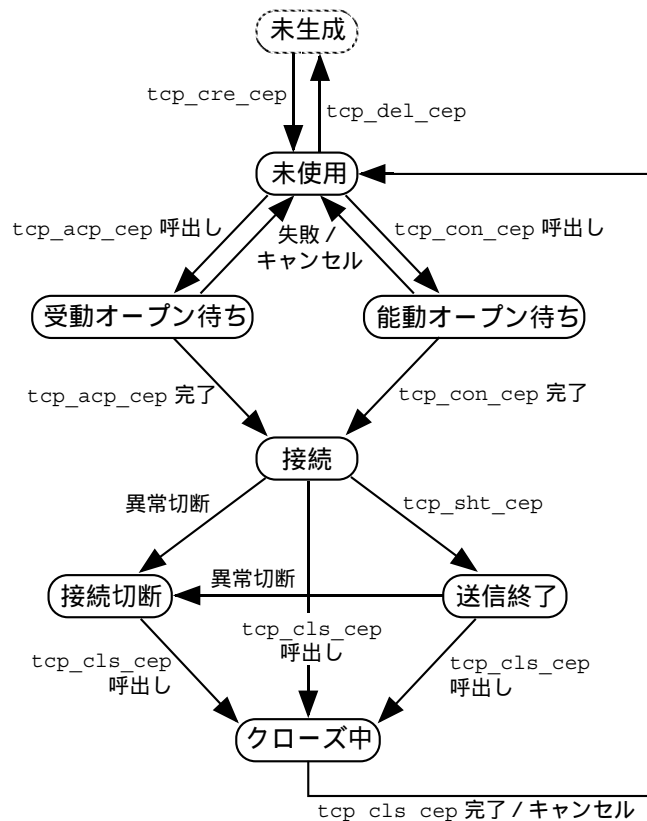 未生成
tcp_cre_cep
tcp_del_cep
未使用
tcp_acp_cep 呼出し
失敗 /
キャンセル
tcp_con_cep 呼出し
受動オープン待ち
能動オープン待ち
tcp_acp_cep 完了
tcp_con_cep 完了
接続
異常切断
tcp_sht_cep
異常切断
接続切断
送信終了
tcp_cls_cep
呼出し
tcp_cls_cep
呼出し
tcp_cls_cep
呼出し
クローズ中
tcp cls cep 完了 / キャンセル